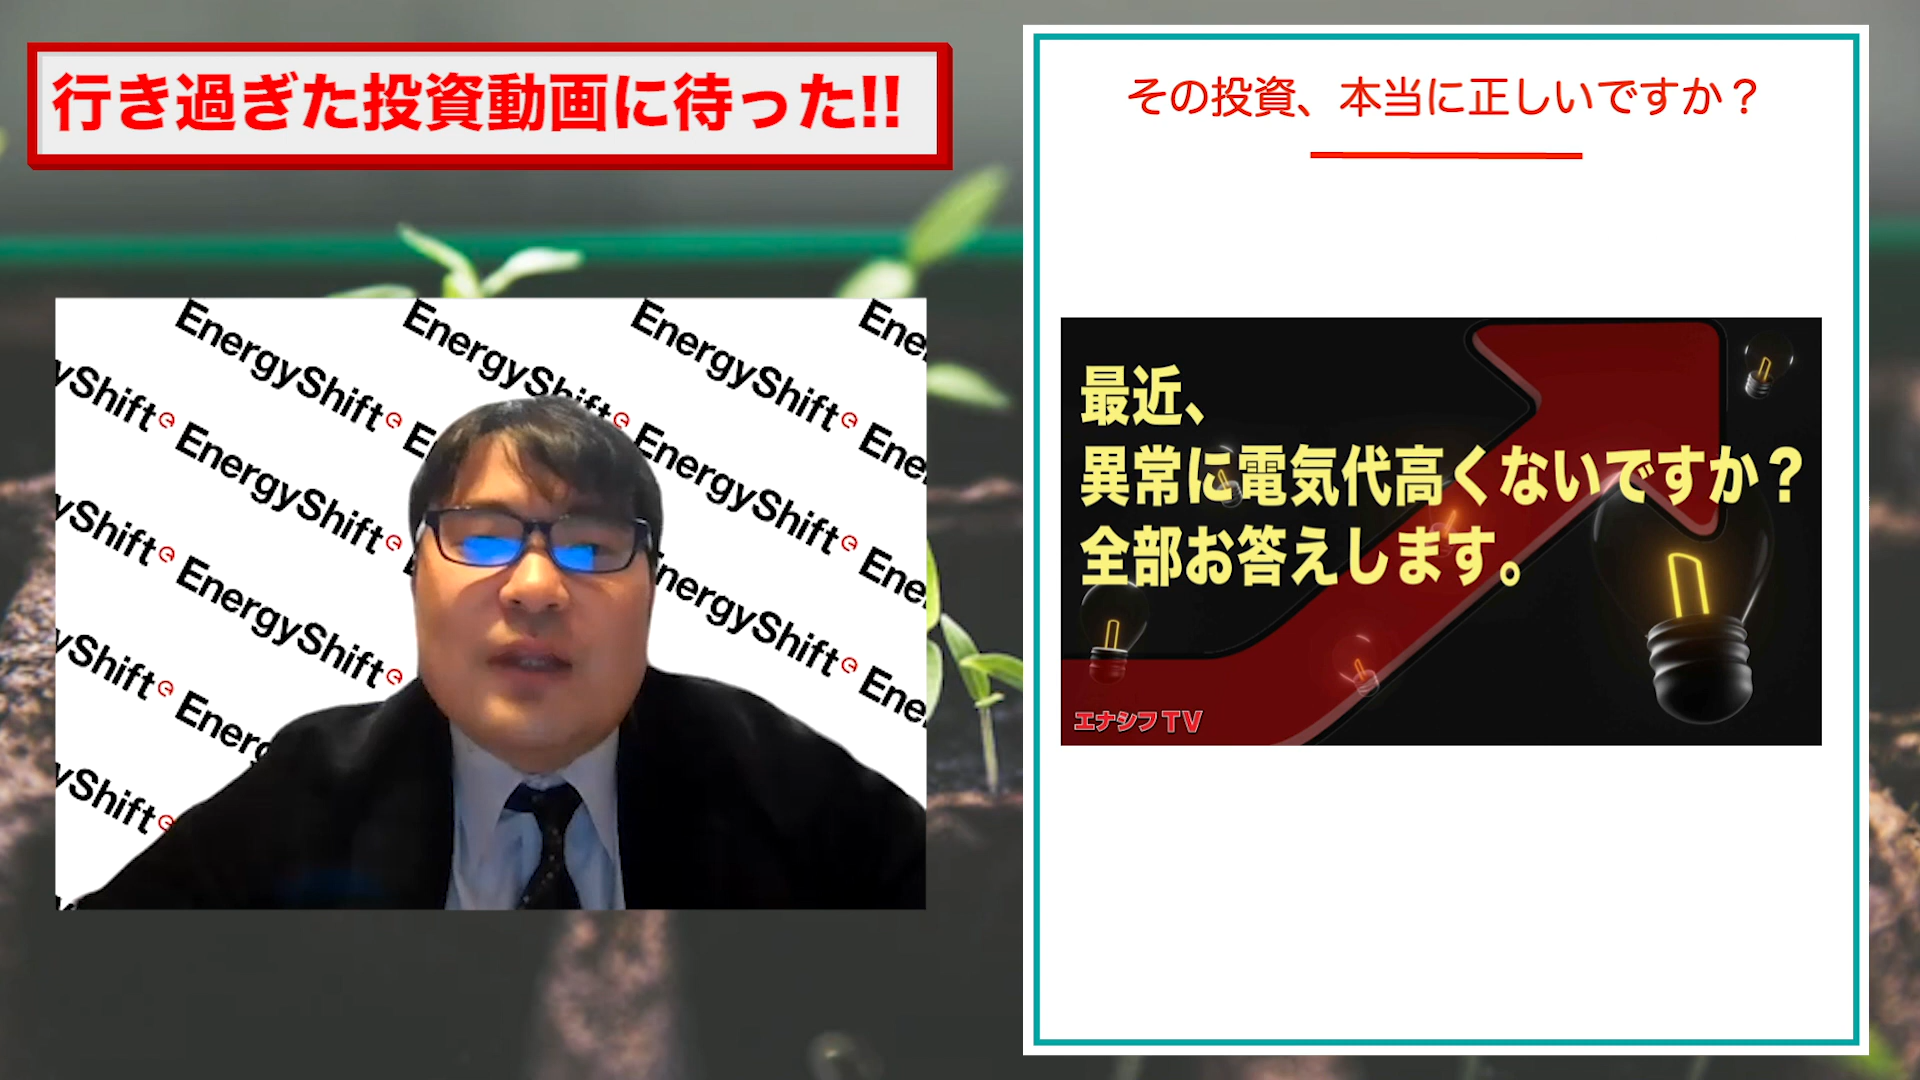 行き過ぎた投資動画に待った!!
その投資、本当に正しいですか？
最近、
異常に電気代高くないですか？
全部お答えします。
エナシフTV
EnergyShift EnergyShift EnergyShift Ene
yShift EnergyShift EnergyShift Ene
yShift EnergyShift EnergyShift Ene
yShift Energ Ene
yShift